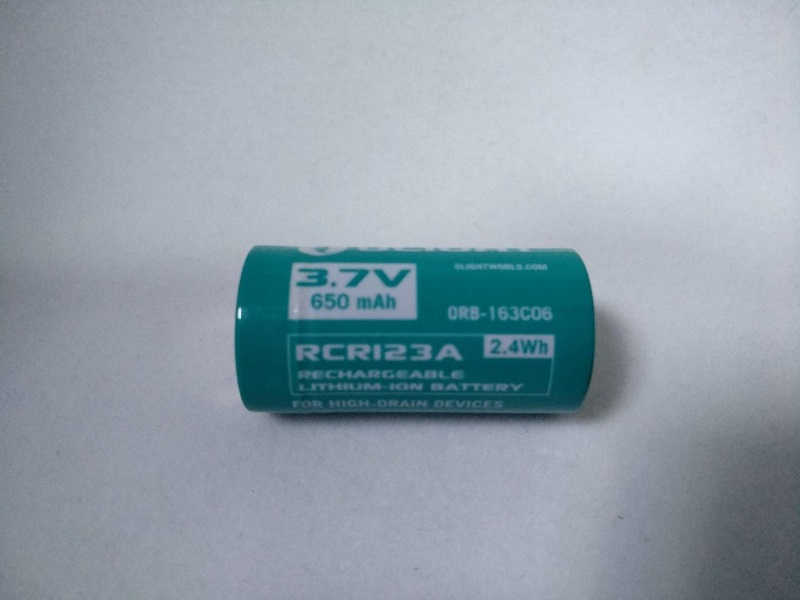 3.7V
650 mAh
OLIGHTWORLD.COM
ORB-163C06
RCR123A
2.4Wh
RECHARGEABLE
LITHIUM-ION BATTERY
FOR HIGH-DRAIN DEVICES